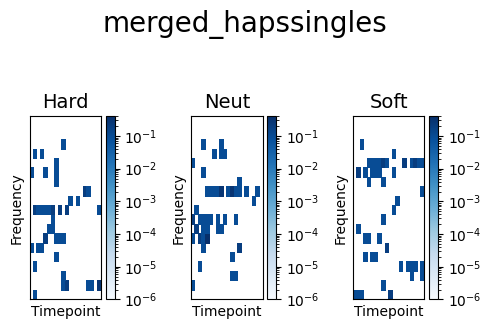 merged_hapssingles
Hard
Neut
Soft
Frequency
Frequency
Frequency
10⁻¹
10⁻²
10⁻³
10⁻⁴
10⁻⁵
10⁻⁶
10⁻¹
10⁻²
10⁻³
10⁻⁴
10⁻⁵
10⁻⁶
10⁻¹
10⁻²
10⁻³
10⁻⁴
10⁻⁵
10⁻⁶
Timepoint
Timepoint
Timepoint